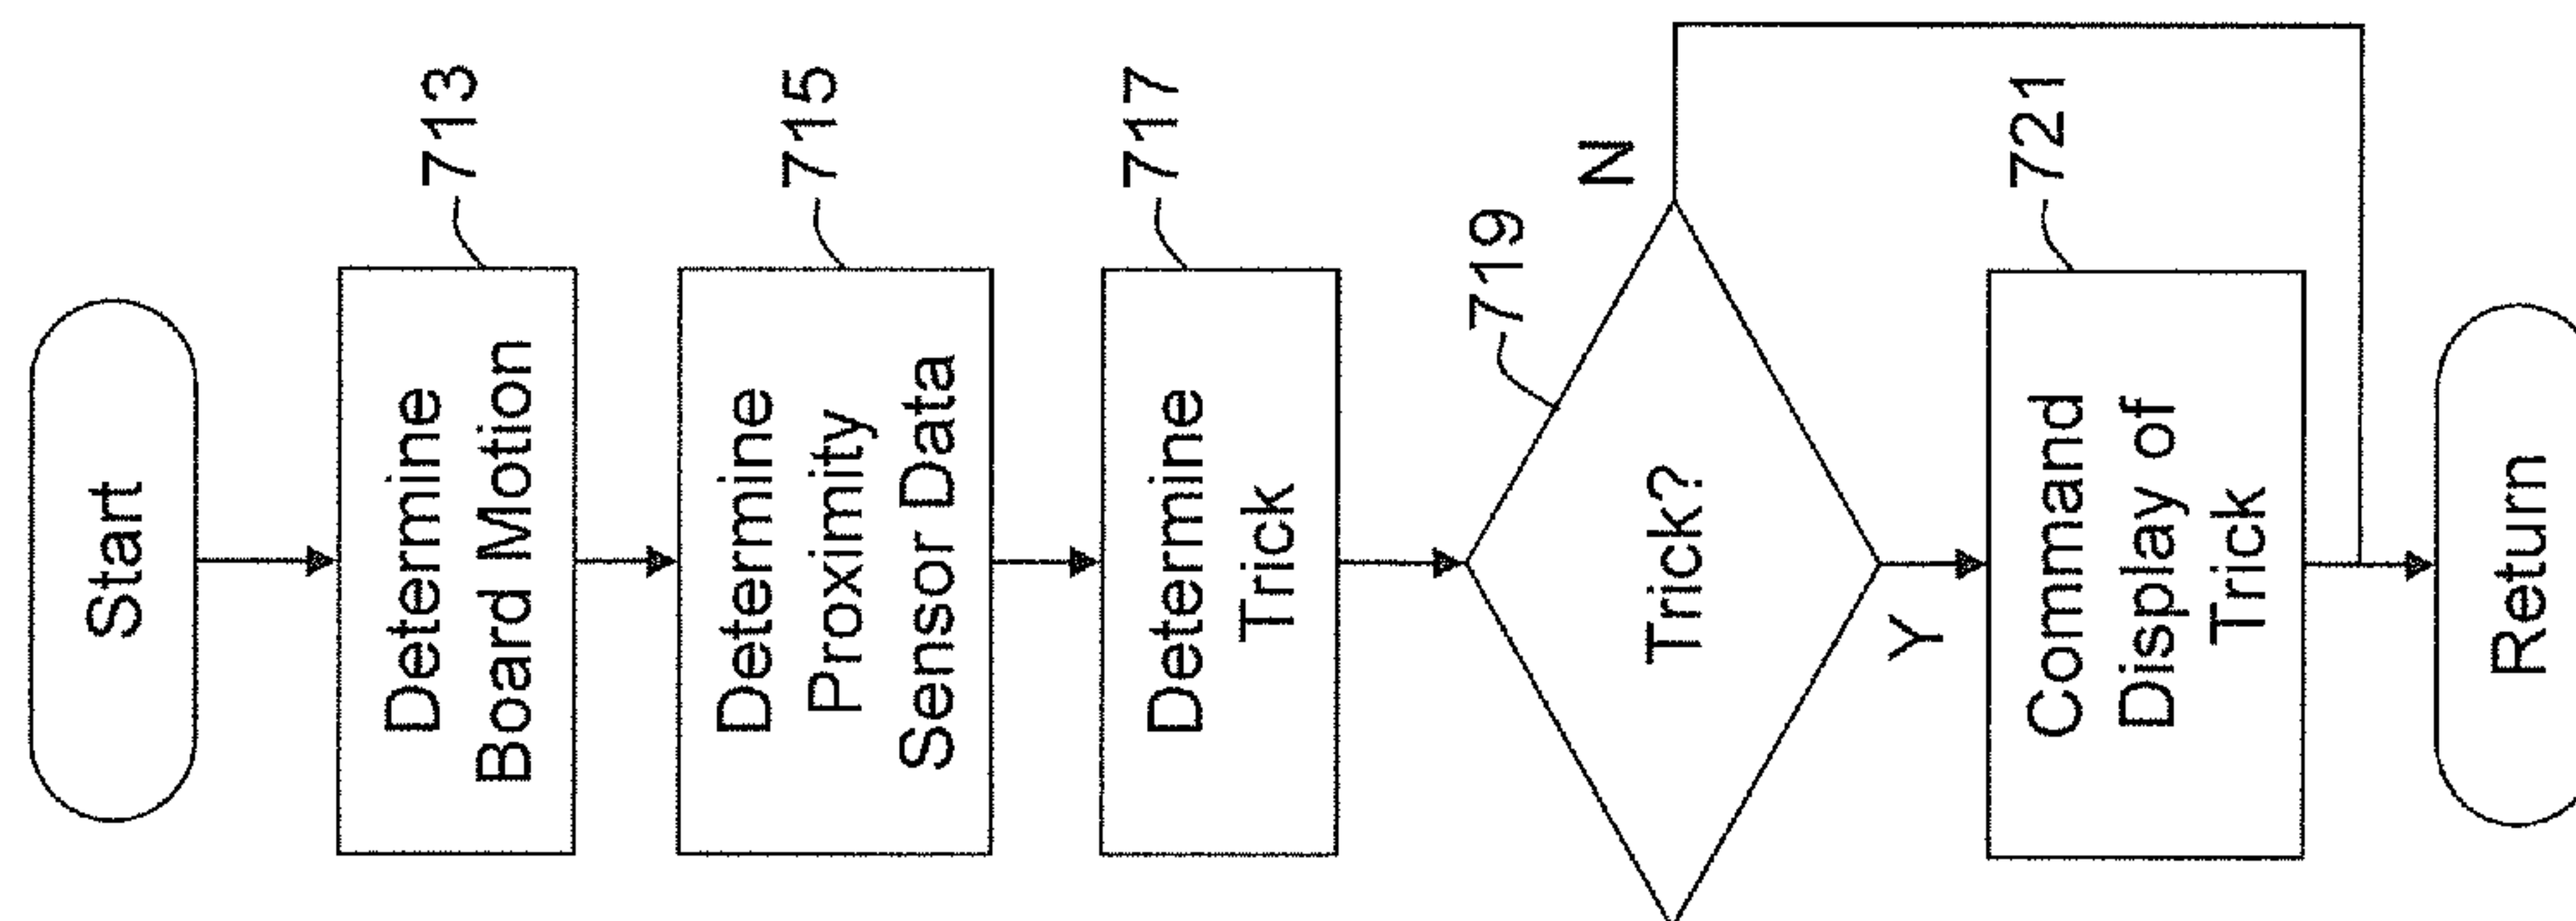 Start
713
Determine
Board Motion
715
Determine
Proximity
Sensor Data
717
Determine
Trick
719
Trick?
N
Y
721
Command
Display of
Trick
Return